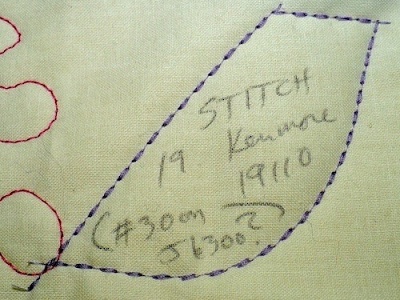 STITCH
19 Kenmore
19110
(#30 on
J6300?)